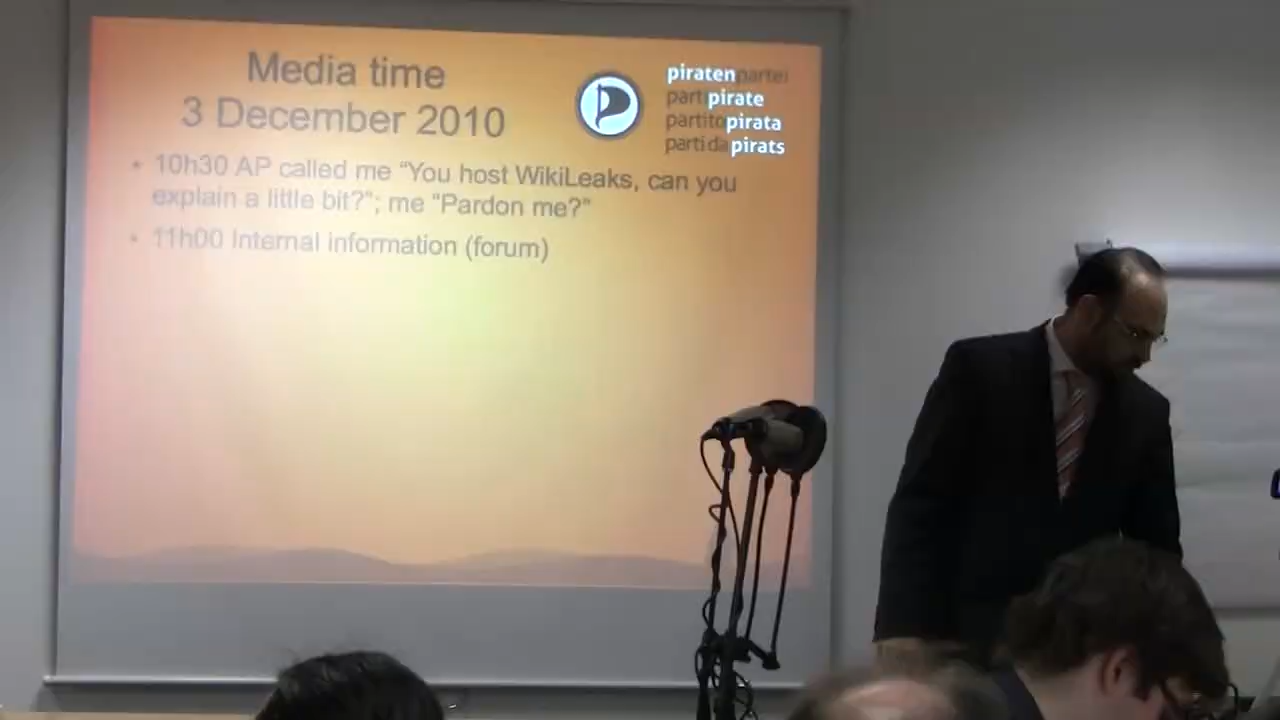 Media time
3 December 2010
piratenpartei
partipirate
partitopirata
partidapirats
• 10h30 AP called me “You host WikiLeaks, can you
explain a little bit?”; me “Pardon me?”
• 11h00 Internal information (forum)